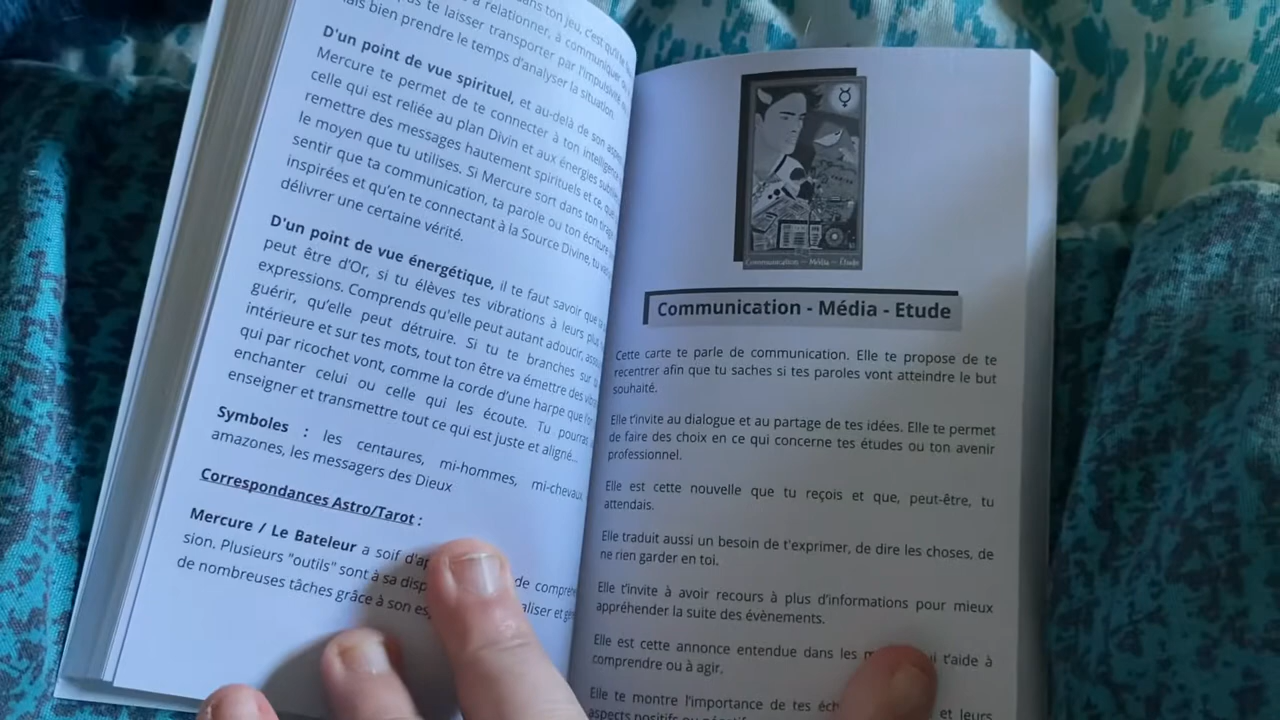 dans ton jeu, c'est qu'il
relationner, à communiquer
te laisser transporter par l'impulsivité
mais bien prendre le temps d'analyser la situation.
D'un point de vue spirituel, et au-delà de son
Mercure te permet de te connecter à ton intelligence
celle qui est reliée au plan Divin et aux énergies
remettre des messages hautement spirituels et ce,
le moyen que tu utilises. Si Mercure sort dans ton
sentir que ta communication, ta parole ou ton écriture
inspirées et qu'en te connectant à la Source Divine, tu
délivrer une certaine vérité.
D'un point de vue énergétique, il te faut savoir que
peut être d'Or, si tu élèves tes vibrations à leurs plus
expressions. Comprends qu'elle peut autant adoucir,
guérir, qu'elle peut détruire. Si tu te branches sur
intérieure et sur tes mots, tout ton être va émettre des
qui par ricochet vont, comme la corde d'une harpe que
enchanter celui ou celle qui les écoute. Tu pourras
enseigner et transmettre tout ce qui est juste et aligné...
Symboles : les centaures, mi-hommes, mi-chevaux
amazones, les messagers des Dieux
Correspondances Astro/Tarot :
Mercure / Le Bateleur a soif de
sion. Plusieurs "outils" sont à sa
de nombreuses tâches grâce à son
☿
Communication — Média — Etude
Communication - Média - Etude
Cette carte te parle de communication. Elle te propose de te
recentrer afin que tu saches si tes paroles vont atteindre le but
souhaité.
Elle t'invite au dialogue et au partage de tes idées. Elle te permet
de faire des choix en ce qui concerne tes études ou ton avenir
professionnel.
Elle est cette nouvelle que tu reçois et que, peut-être, tu
attendais.
Elle traduit aussi un besoin de t'exprimer, de dire les choses, de
ne rien garder en toi.
Elle t'invite à avoir recours à plus d'informations pour mieux
appréhender la suite des évènements.
Elle est cette annonce entendue dans les t'aide à
comprendre ou à agir.
Elle te montre l'importance de tes et leurs
aspects positifs ou